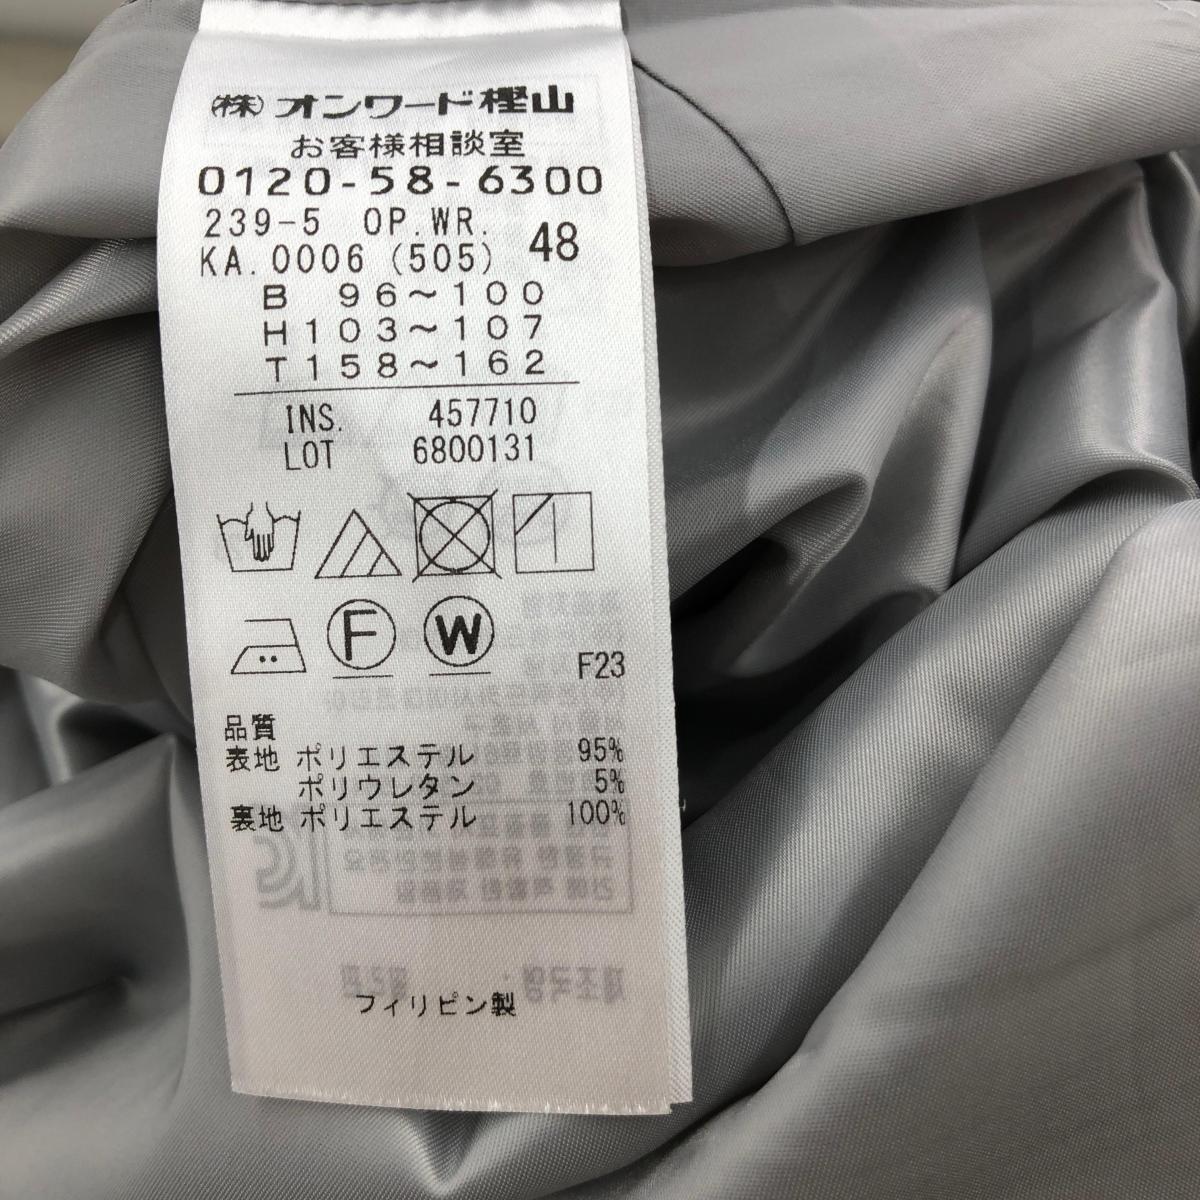 (株)オンワード樫山
お客様相談室
0120-58-6300
239-5 OP.WR.
KA.0006 (505) 48
B 96~100
H103~107
T158~162
INS. 457710
LOT 6800131
F W
F23
品質
表地 ポリエステル 95%
ポリウレタン 5%
裏地 ポリエステル 100%
フィリピン製